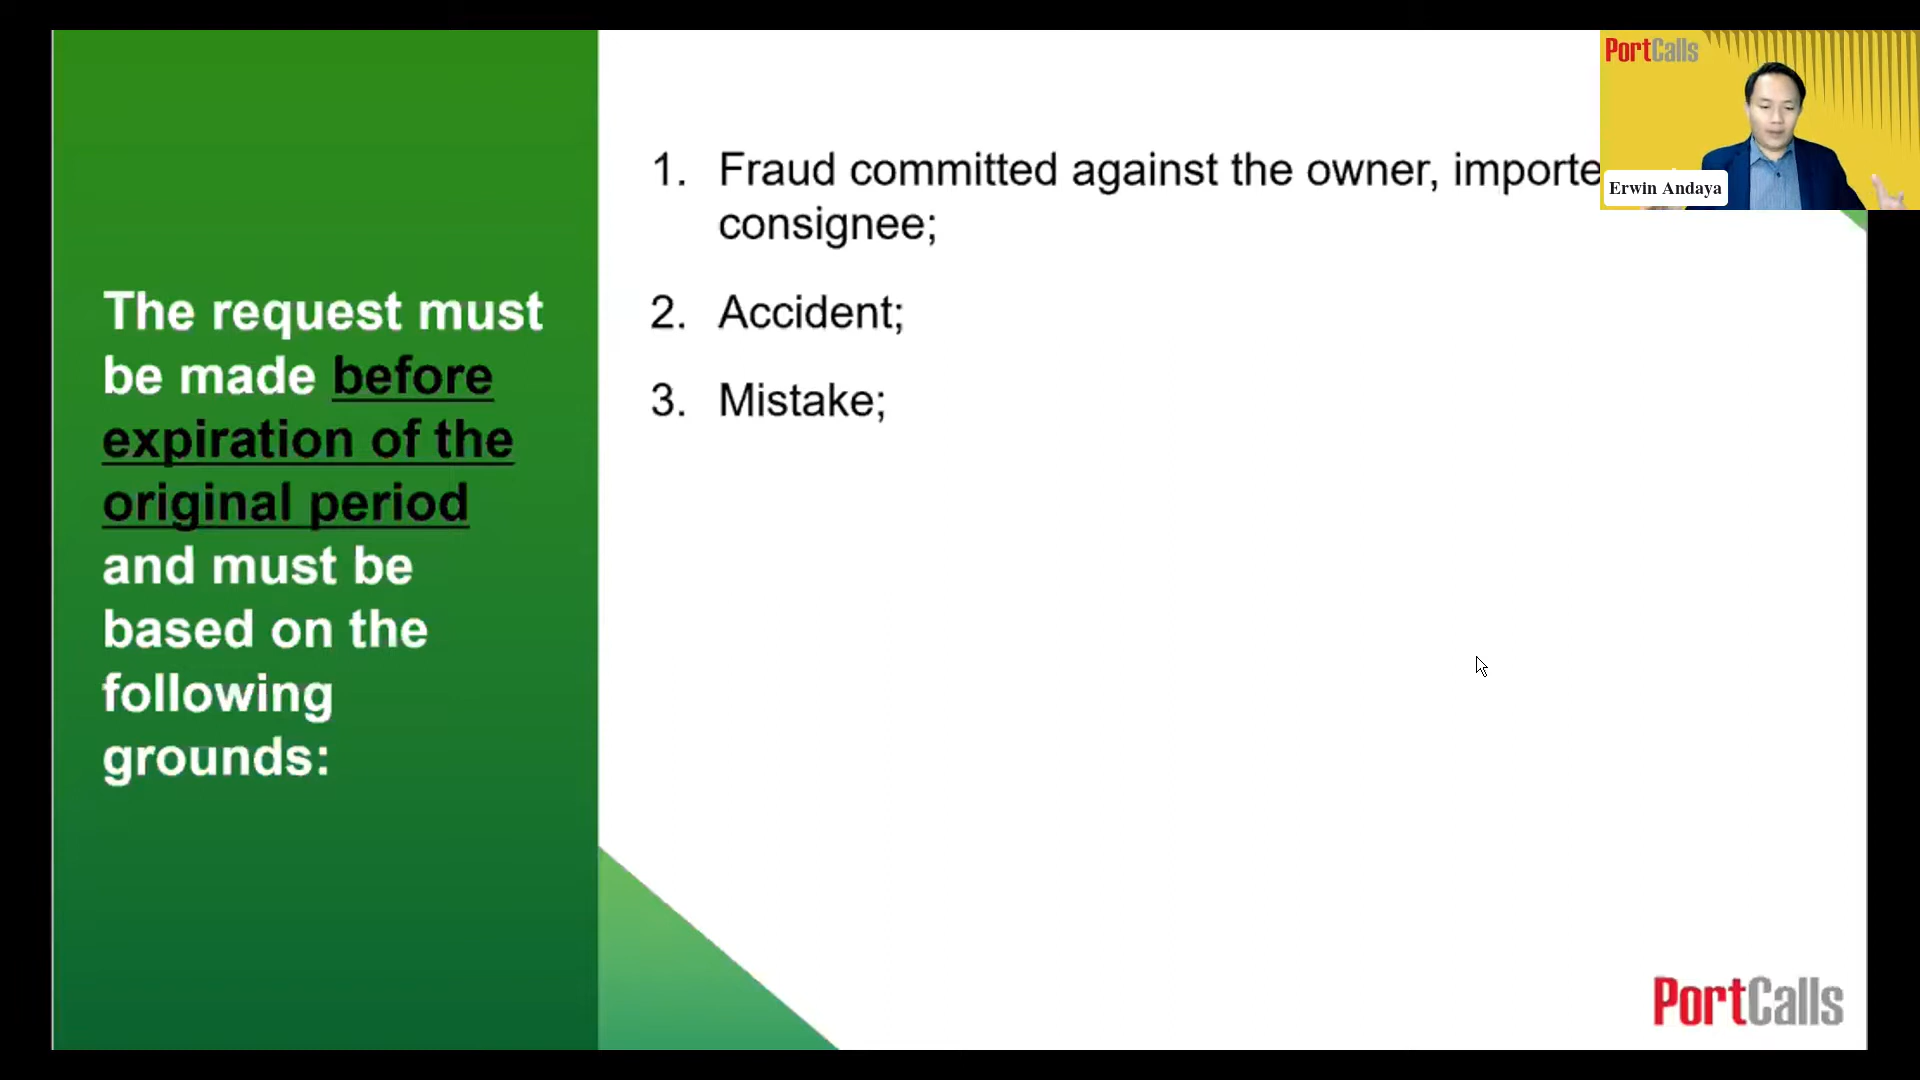 The request must
be made before
expiration of the
original period
and must be
based on the
following
grounds:
1. Fraud committed against the owner, importe
consignee;
2. Accident;
3. Mistake;
PortCalls
Erwin Andaya
PortCalls